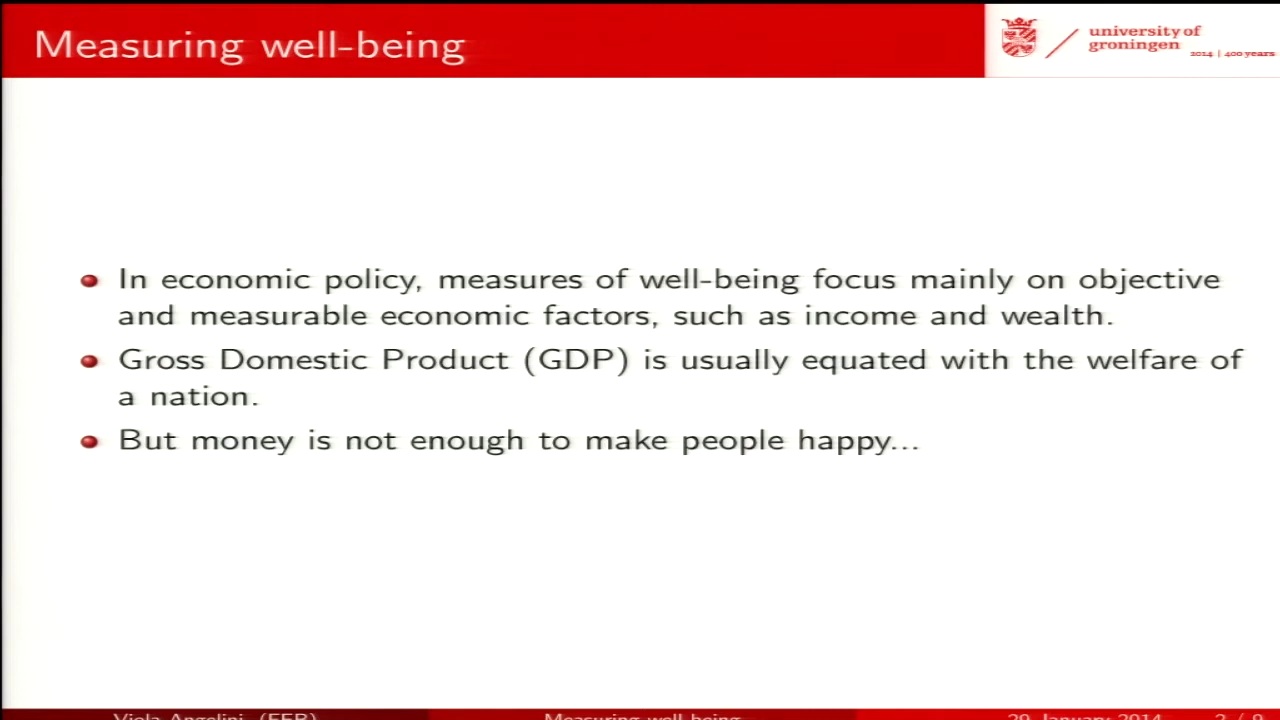 Measuring well-being
university of
groningen
2014 | 400 years
In economic policy, measures of well-being focus mainly on objective
and measurable economic factors, such as income and wealth.
Gross Domestic Product (GDP) is usually equated with the welfare of
a nation.
But money is not enough to make people happy...
Viola Angelini (FEB) Measuring well-being 29 January 2014 / 9